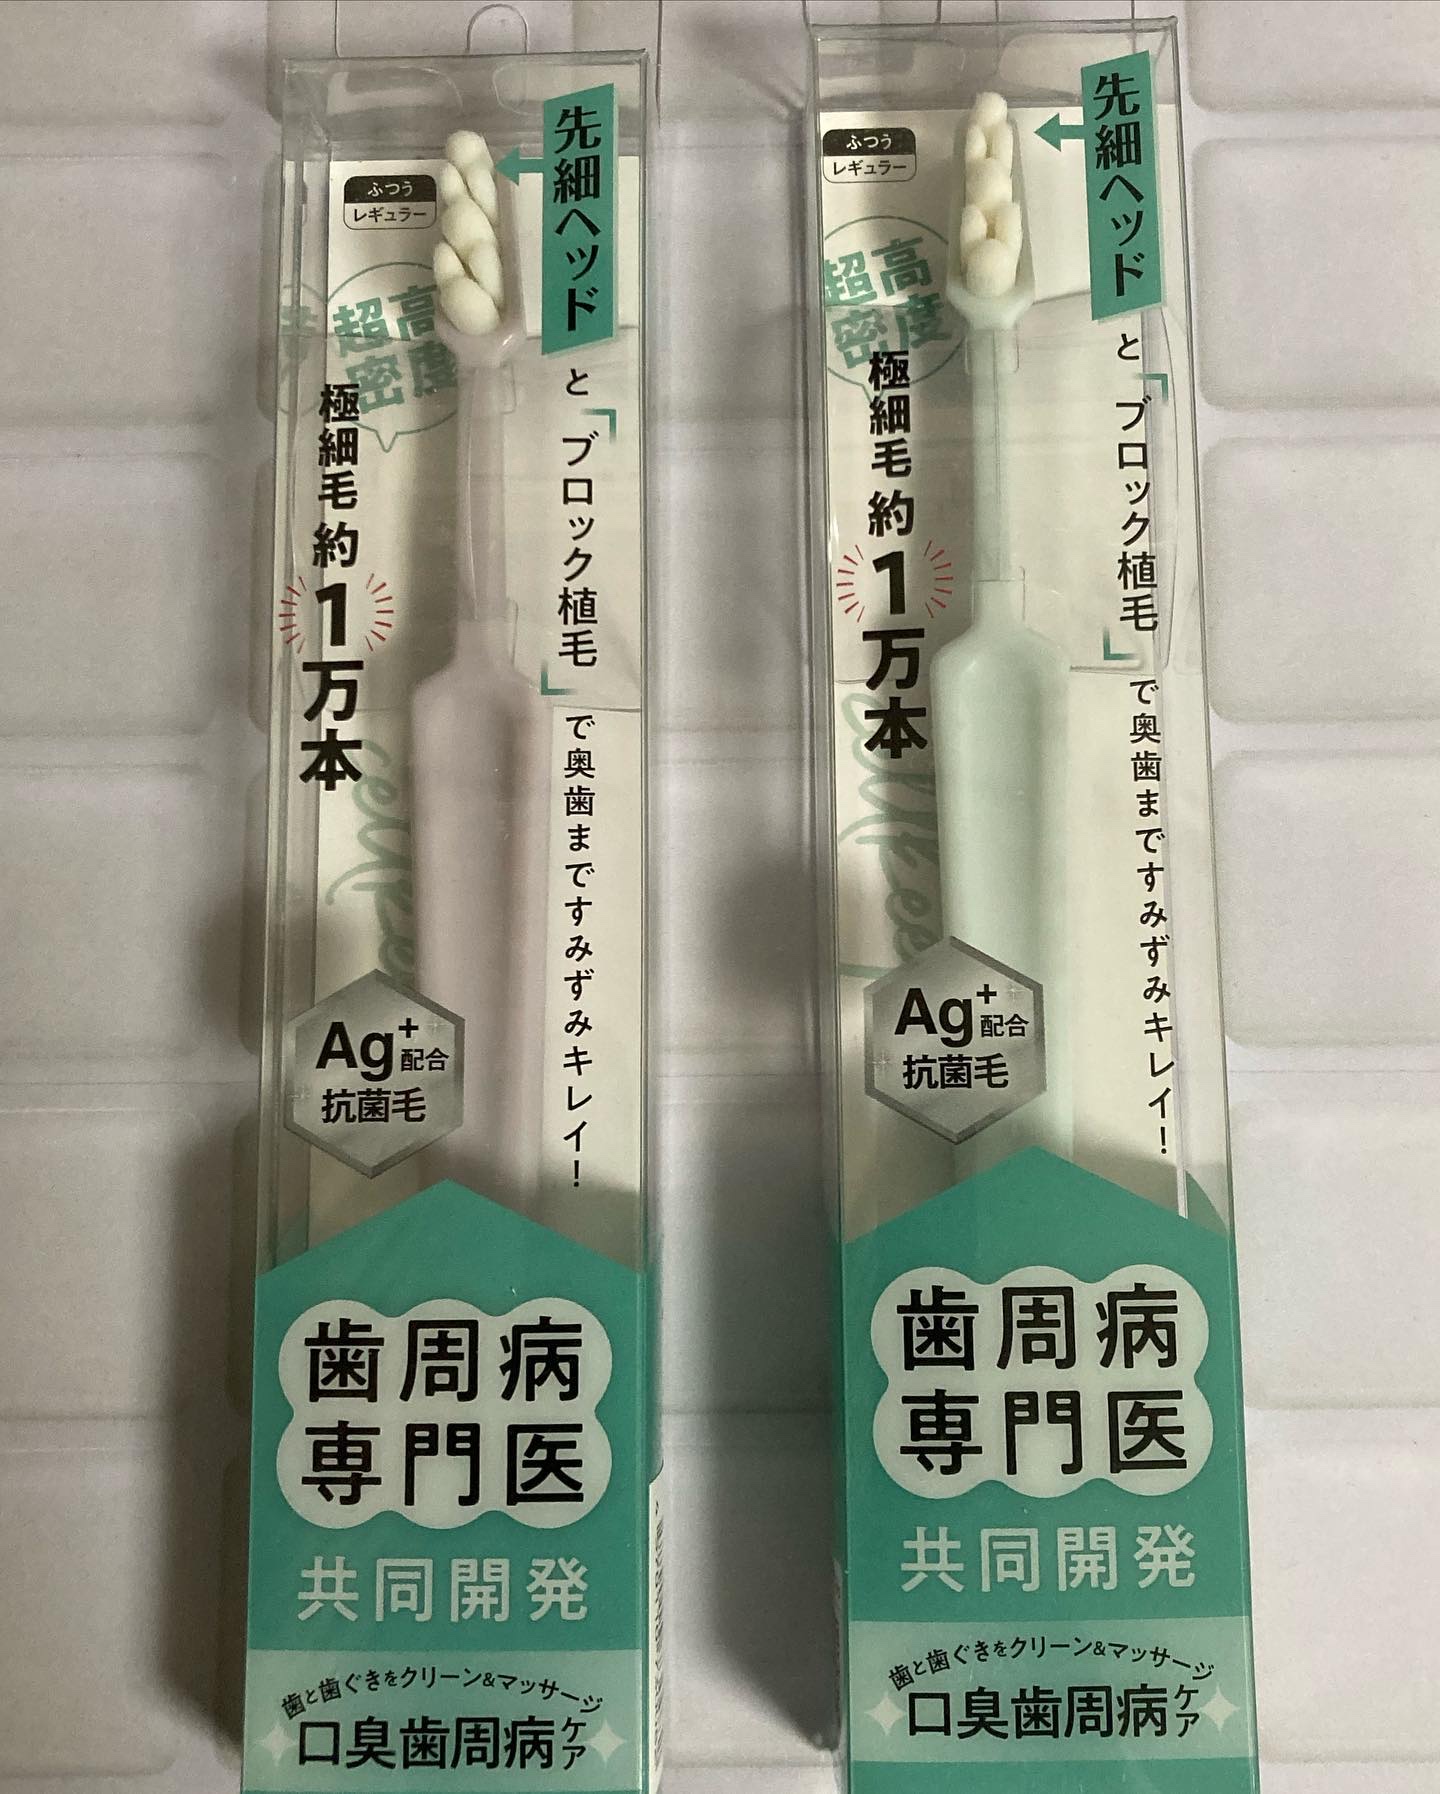 先細ヘッド
と
「ブロック植毛」
で奥歯まですみずみキレイ!
ふつう
レギュラー
超高
密度
極細毛約1万本
Ag+配合
抗菌毛
歯周病
専門医
共同開発
歯と歯ぐきをクリーン&マッサージ
口臭歯周病ケア
先細ヘッド
と
「ブロック植毛」
で奥歯まですみずみキレイ!
ふつう
レギュラー
超高
密度
極細毛約1万本
Ag+配合
抗菌毛
歯周病
専門医
共同開発
歯と歯ぐきをクリーン&マッサージ
口臭歯周病ケア